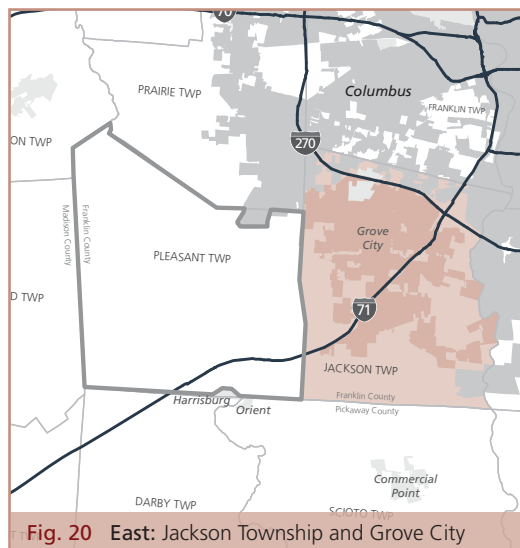 70
PRAIRIE TWP
Columbus
FRANKLIN TWP
ON TWP
270
Franklin County
Madison County
Grove
City
PLEASANT TWP
D TWP
71
JACKSON TWP
Franklin County
Pickaway County
Harrisburg
Orient
Commercial
Point
DARBY TWP
SCIOTO TWP
T TWP
Fig. 20 East: Jackson Township and Grove City